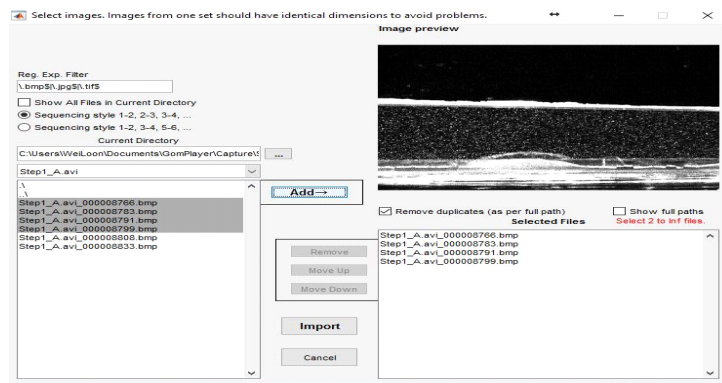 Select images. Images from one set should have identical dimensions to avoid problems.
Image preview
Reg. Exp. Filter
\.bmp$|\.jpg$|\.tif$
Show All Files in Current Directory
Sequencing style 1-2, 2-3, 3-4, ...
Sequencing style 1-2, 3-4, 5-6, ...
Current Directory
C:\Users\WeiLoon\Documents\GomPlayer\Capture\S
...
Step1_A.avi
.\
..\
Step1_A.avi_000008766.bmp
Step1_A.avi_000008783.bmp
Step1_A.avi_000008791.bmp
Step1_A.avi_000008799.bmp
Step1_A.avi_000008808.bmp
Step1_A.avi_000008833.bmp
Add→
Remove
Move Up
Move Down
Import
Cancel
Remove duplicates (as per full path)
Show full paths
Selected Files
Select 2 to Inf files.
Step1_A.avi_000008766.bmp
Step1_A.avi_000008783.bmp
Step1_A.avi_000008791.bmp
Step1_A.avi_000008799.bmp